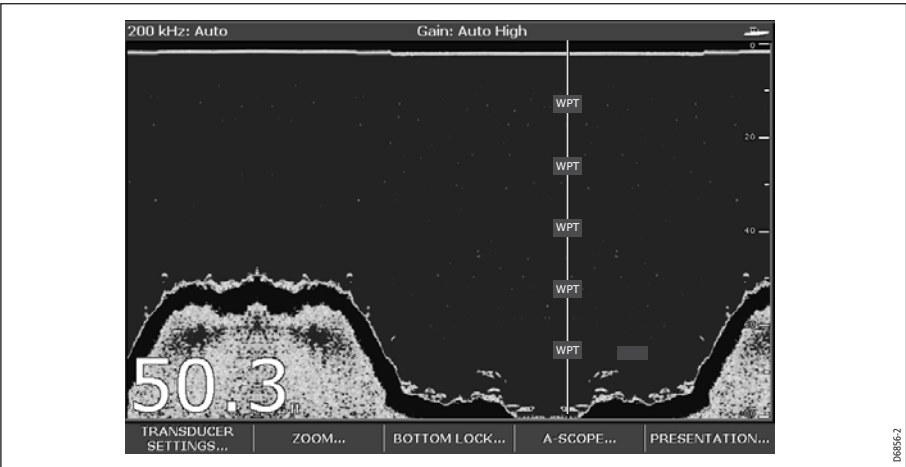 200 kHz: Auto Gain: Auto High
0
WPT
20
WPT
WPT
40
WPT
WPT
50.3
TRANSDUCER SETTINGS... ZOOM... BOTTOM LOCK... A-SCOPE... PRESENTATION...
D6856-2